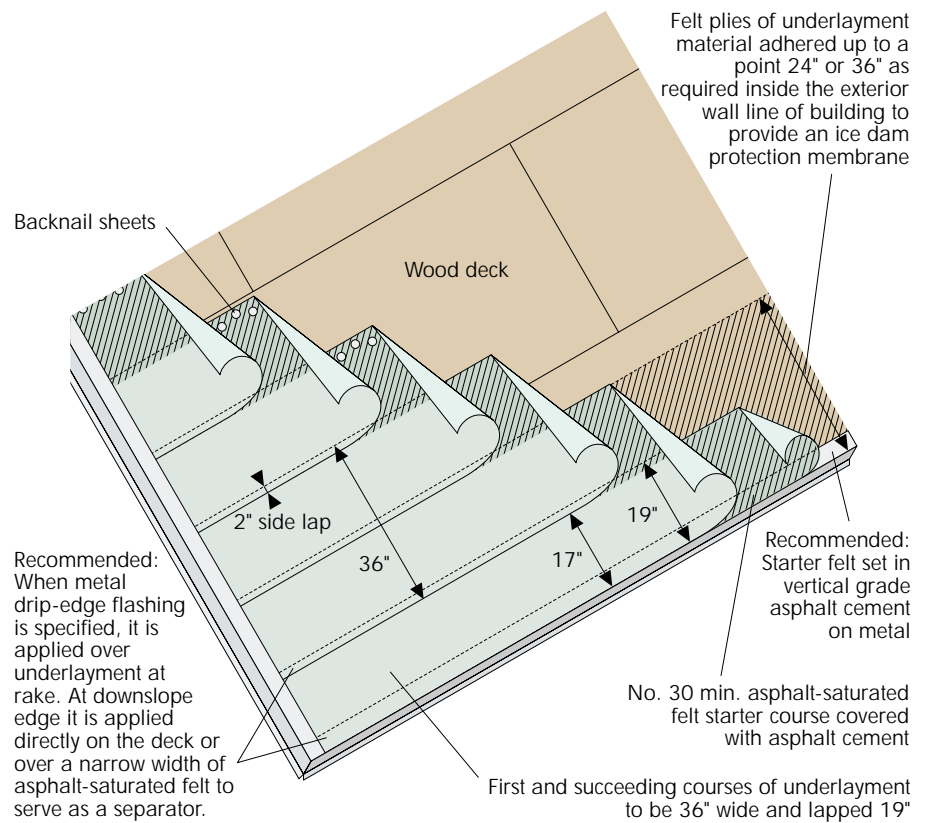 Felt plies of underlayment
material adhered up to a
point 24" or 36" as
required inside the exterior
wall line of building to
provide an ice dam
protection membrane
Backnail sheets
Wood deck
2" side lap
36"
17"
19"
Recommended:
When metal
drip-edge flashing
is specified, it is
applied over
underlayment at
rake. At downslope
edge it is applied
directly on the deck or
over a narrow width of
asphalt-saturated felt to
serve as a separator.
Recommended:
Starter felt set in
vertical grade
asphalt cement
on metal
No. 30 min. asphalt-saturated
felt starter course covered
with asphalt cement
First and succeeding courses of underlayment
to be 36" wide and lapped 19"